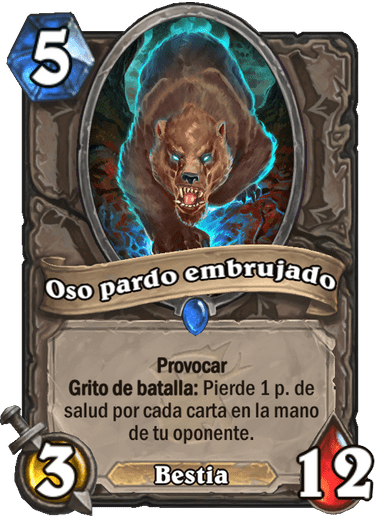 5
Oso pardo embrujado
Provocar
Grito de batalla: Pierde 1 p. de
salud por cada carta en la mano
de tu oponente.
3
Bestia
12